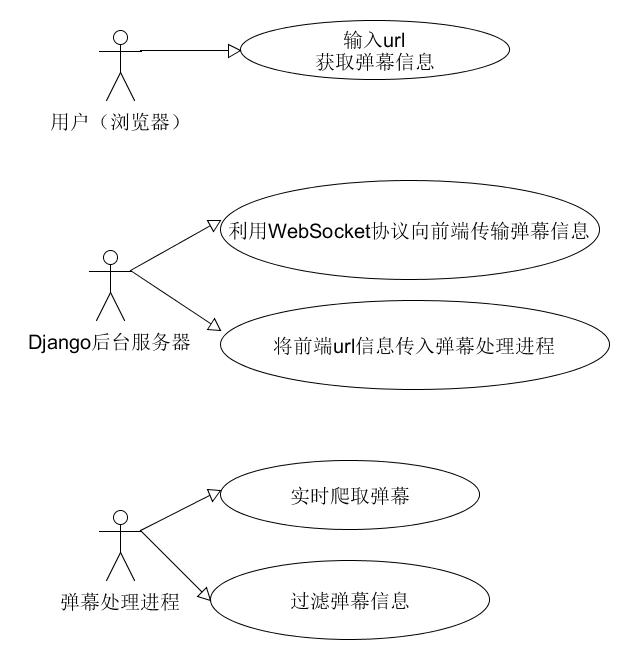 输入url
获取弹幕信息
用户（浏览器）
利用WebSocket协议向前端传输弹幕信息
Django后台服务器
将前端url信息传入弹幕处理进程
实时爬取弹幕
弹幕处理进程
过滤弹幕信息